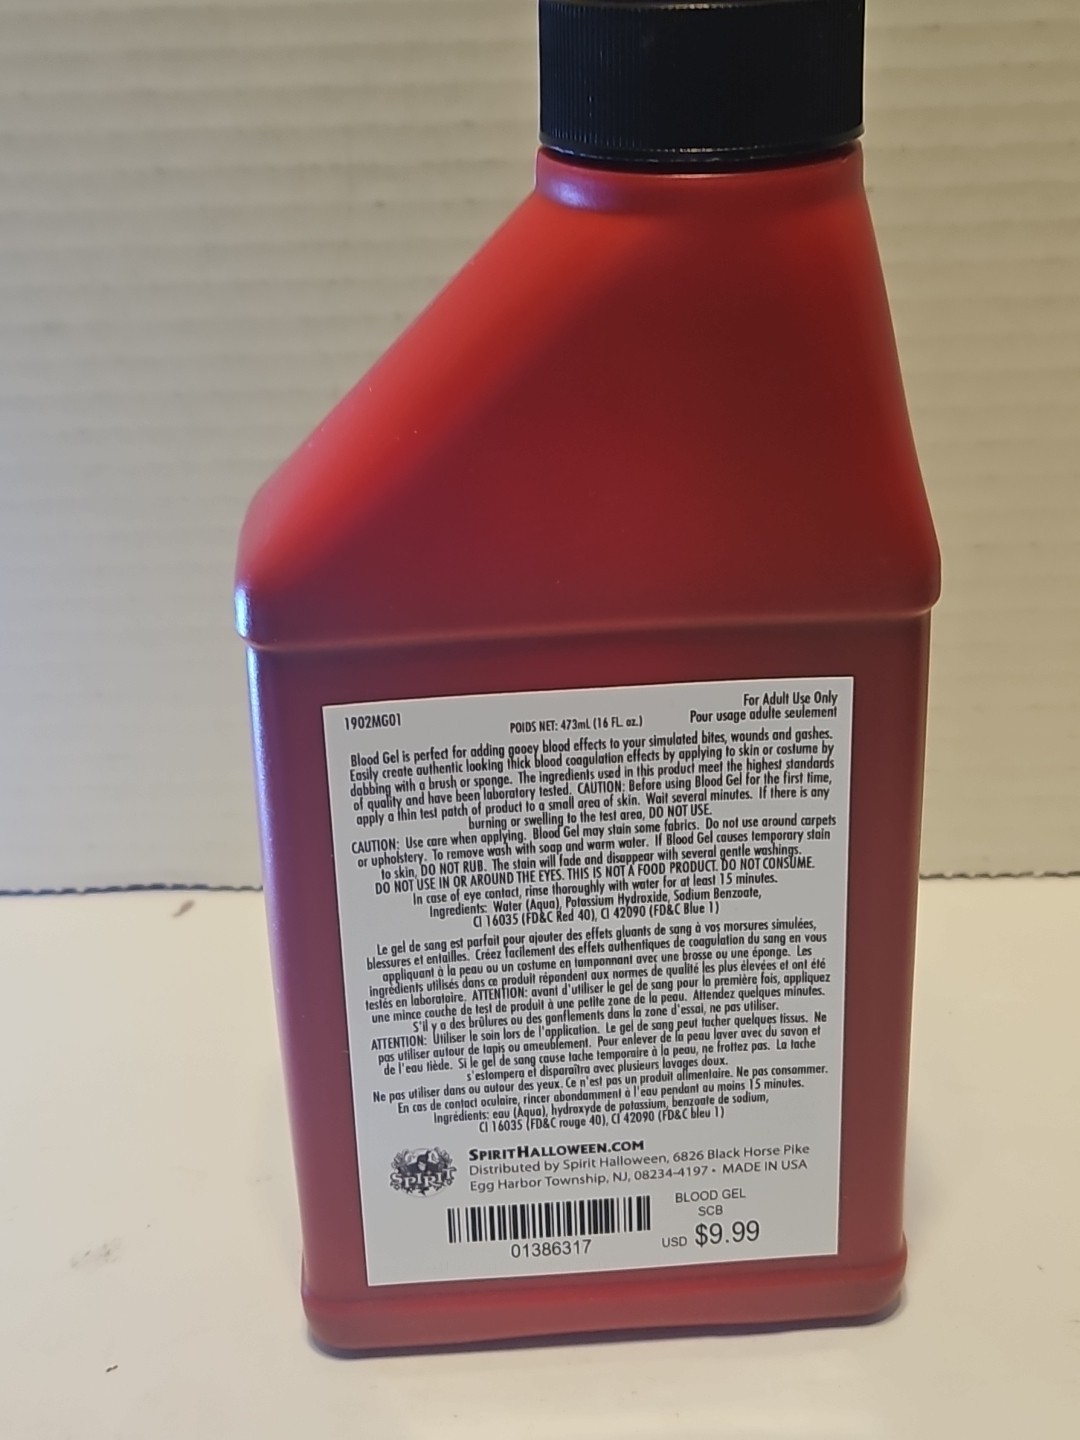 1902MG01
POIDS NET: 473mL (16 FL. oz.)
For Adult Use Only
Pour usage adulte seulement
Blood Gel is perfect for adding gooey blood effects to your simulated bites, wounds and gashes.
Easily create authentic looking thick blood coagulation effects by applying to skin or costume by
dabbing with a brush or sponge. The ingredients used in this product meet the highest standards
of quality and have been laboratory tested. CAUTION: Before using Blood Gel for the first time,
apply a thin test patch of product to a small area of skin. Wait several minutes. If there is any
burning or swelling to the test area, DO NOT USE.
CAUTION: Use care when applying. Blood Gel may stain some fabrics. Do not use around carpets
or upholstery. To remove wash with soap and warm water. If Blood Gel causes temporary stain
to skin, DO NOT RUB. The stain will fade and disappear with several gentle washings.
DO NOT USE IN OR AROUND THE EYES. THIS IS NOT A FOOD PRODUCT. DO NOT CONSUME.
In case of eye contact, rinse thoroughly with water for at least 15 minutes.
Ingredients: Water (Aqua), Potassium Hydroxide, Sodium Benzoate,
CI 16035 (FD&C Red 40), CI 42090 (FD&C Blue 1)
Le gel de sang est parfait pour ajouter des effets gluants de sang à vos morsures simulées,
blessures et entailles. Créez facilement des effets authentiques de coagulation du sang en vous
appliquant à la peau ou un costume en tamponnant avec une brosse ou une éponge. Les
ingrédients utilisés dans ce produit répondent aux normes de qualité les plus élevées et ont été
testés en laboratoire. ATTENTION: avant d'utiliser le gel de sang pour la première fois, appliquez
une mince couche de test de produit à une petite zone de la peau. Attendez quelques minutes.
S'il y a des brûlures ou des gonflements dans la zone d'essai, ne pas utiliser.
ATTENTION: Utiliser le soin lors de l'application. Le gel de sang peut tacher quelques tissus. Ne
pas utiliser autour de tapis ou ameublement. Pour enlever de la peau laver avec du savon et
de l'eau tiède. Si le gel de sang cause tache temporaire à la peau, ne frottez pas. La tache
s'estompera et disparaîtra avec plusieurs lavages doux.
Ne pas utiliser dans ou autour des yeux. Ce n'est pas un produit alimentaire. Ne pas consommer.
En cas de contact oculaire, rincer abondamment à l'eau pendant au moins 15 minutes.
Ingrédients: eau (Aqua), hydroxyde de potassium, benzoate de sodium,
CI 16035 (FD&C rouge 40), CI 42090 (FD&C bleu 1)
SPIRIT
SPIRITHALLOWEEN.COM
Distributed by Spirit Halloween, 6826 Black Horse Pike
Egg Harbor Township, NJ, 08234-4197 • MADE IN USA
01386317
BLOOD GEL
SCB
USD $9.99